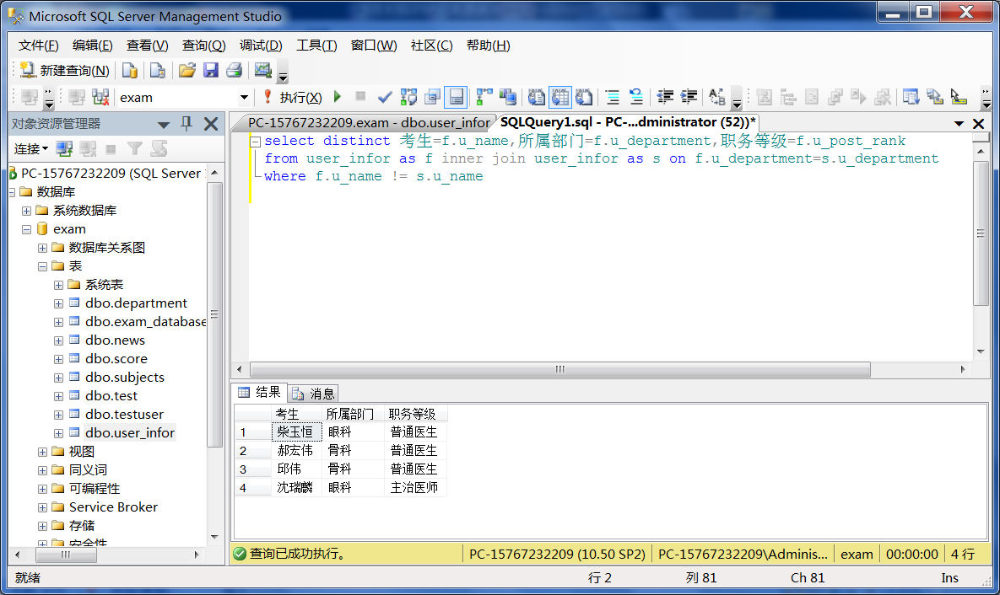 Microsoft SQL Server Management Studio
文件(F) 编辑(E) 查看(V) 查询(Q) 调试(D) 工具(T) 窗口(W) 社区(C) 帮助(H)
新建查询(N)
exam 执行(X)
对象资源管理器
连接
PC-15767232209 (SQL Server
数据库
系统数据库
exam
数据库关系图
表
系统表
dbo.department
dbo.exam_database
dbo.news
dbo.score
dbo.subjects
dbo.test
dbo.testuser
dbo.user_infor
视图
同义词
可编程性
Service Broker
存储
安全性
PC-15767232209.exam - dbo.user_infor SQLQuery1.sql - PC-...dministrator (52))*
select distinct 考生=f.u_name,所属部门=f.u_department,职务等级=f.u_post_rank
from user_infor as f inner join user_infor as s on f.u_department=s.u_department
where f.u_name != s.u_name
结果 消息
考生 所属部门 职务等级
1 柴玉恒 眼科 普通医生
2 郝宏伟 骨科 普通医生
3 邱伟 骨科 普通医生
4 沈瑞麟 眼科 主治医师
查询已成功执行。 PC-15767232209 (10.50 SP2) PC-15767232209\Adminis... exam 00:00:00 4 行
就绪 行 2 列 81 Ch 81 Ins